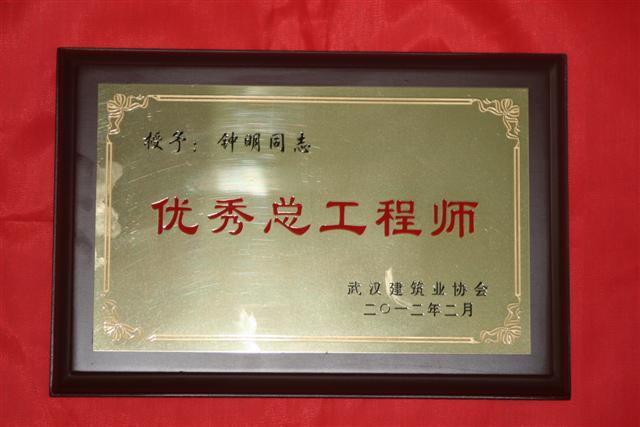 授予：钟明同志
优秀总工程师
武汉建筑业协会
二〇一二年二月